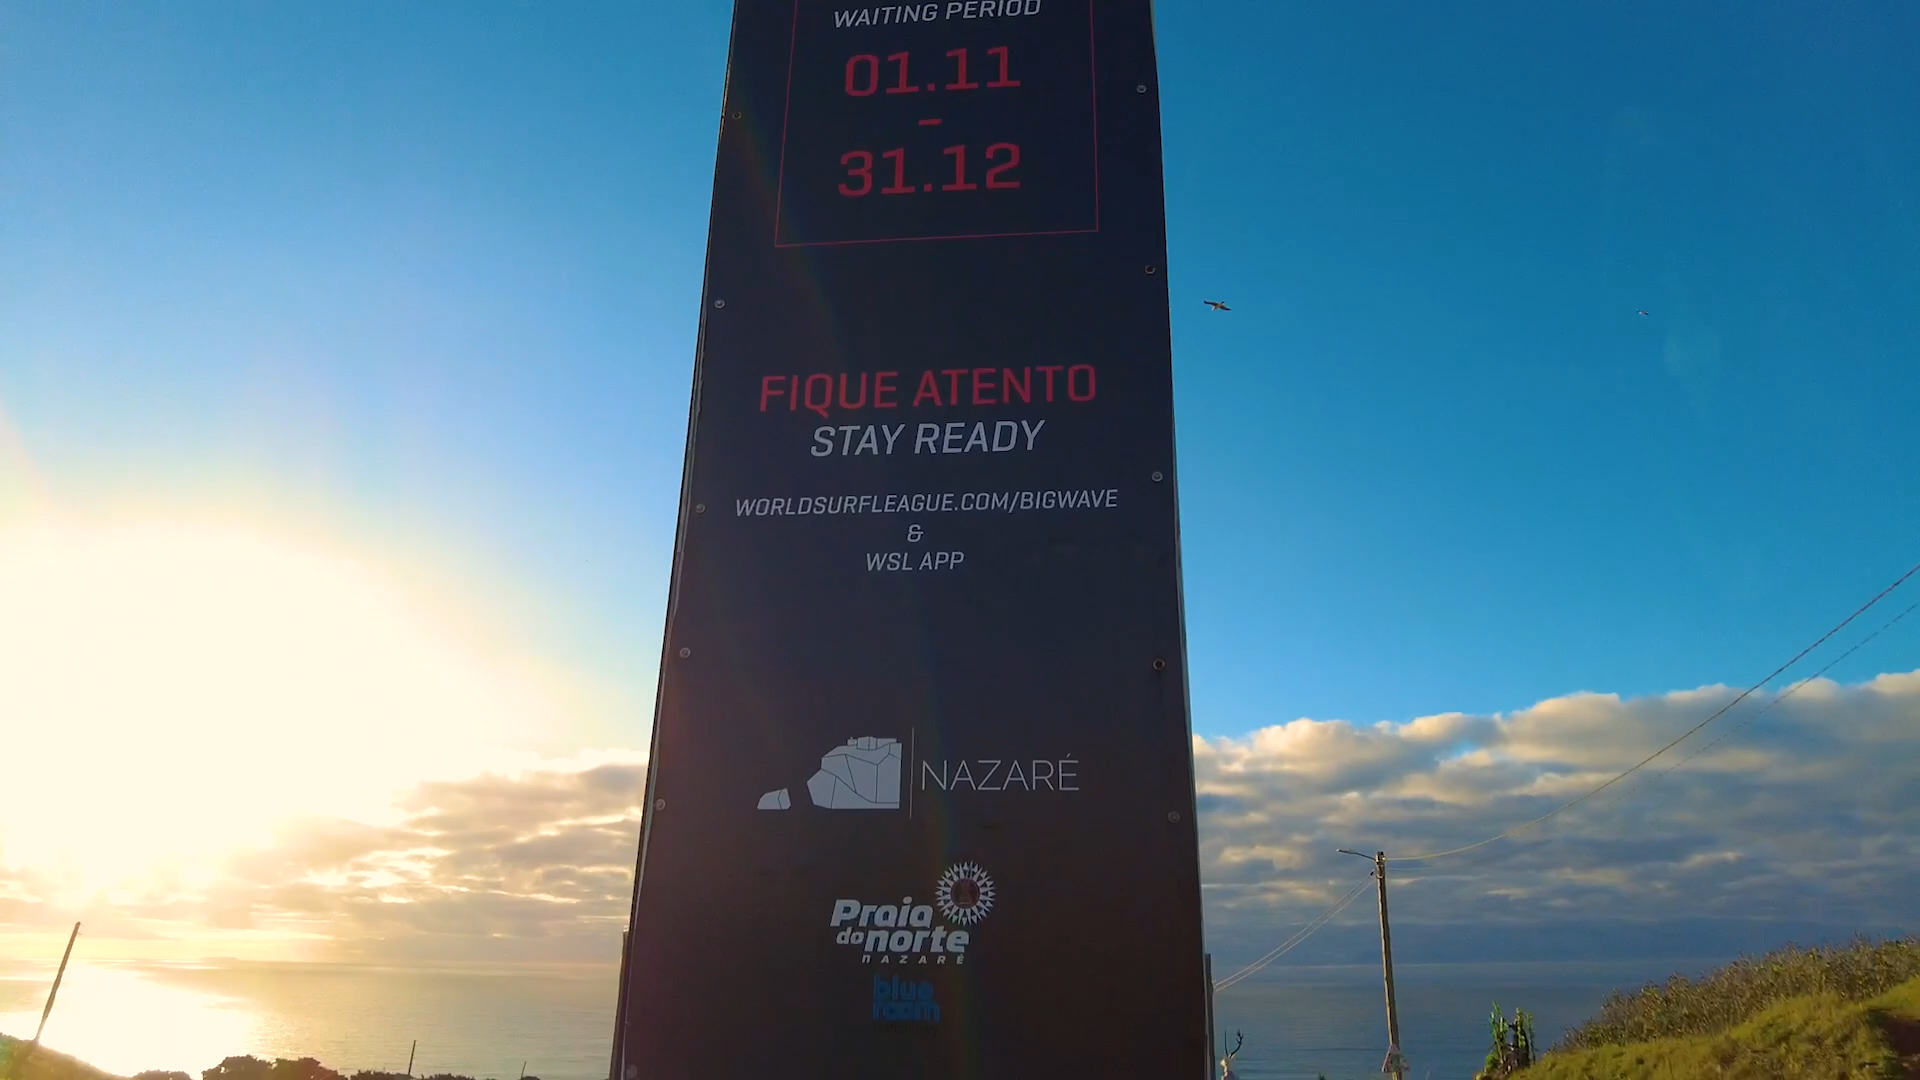 WAITING PERIOD
01.11
-
31.12
FIQUE ATENTO
STAY READY
WORLDSURFLEAGUE.COM/BIGWAVE
&
WSL APP
NAZARÉ
Praia
do norte
NAZARÉ
blue
room